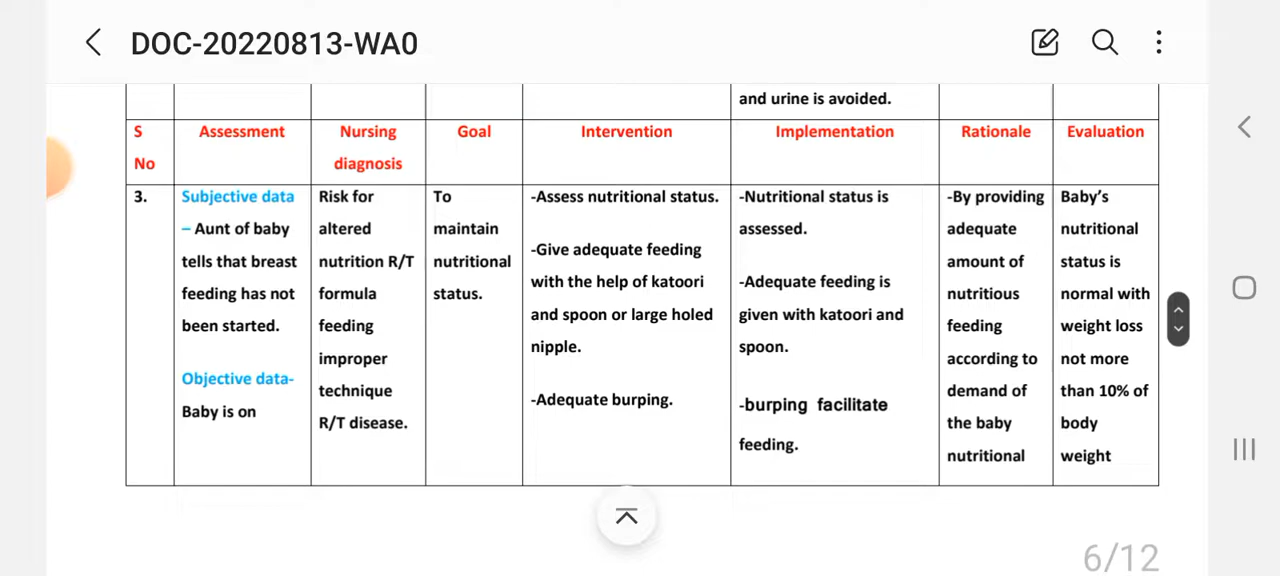 DOC-20220813-WA0
and urine is avoided.
S No
Assessment
Nursing diagnosis
Goal
Intervention
Implementation
Rationale
Evaluation
3.
Subjective data
– Aunt of baby
tells that breast
feeding has not
been started.
Objective data-
Baby is on
Risk for
altered
nutrition R/T
formula
feeding
improper
technique
R/T disease.
To
maintain
nutritional
status.
-Assess nutritional status.
-Give adequate feeding
with the help of katoori
and spoon or large holed
nipple.
-Adequate burping.
-Nutritional status is
assessed.
-Adequate feeding is
given with katoori and
spoon.
-burping facilitate
feeding.
-By providing
adequate
amount of
nutritious
feeding
according to
demand of
the baby
nutritional
Baby's
nutritional
status is
normal with
weight loss
not more
than 10% of
body
weight
6/12